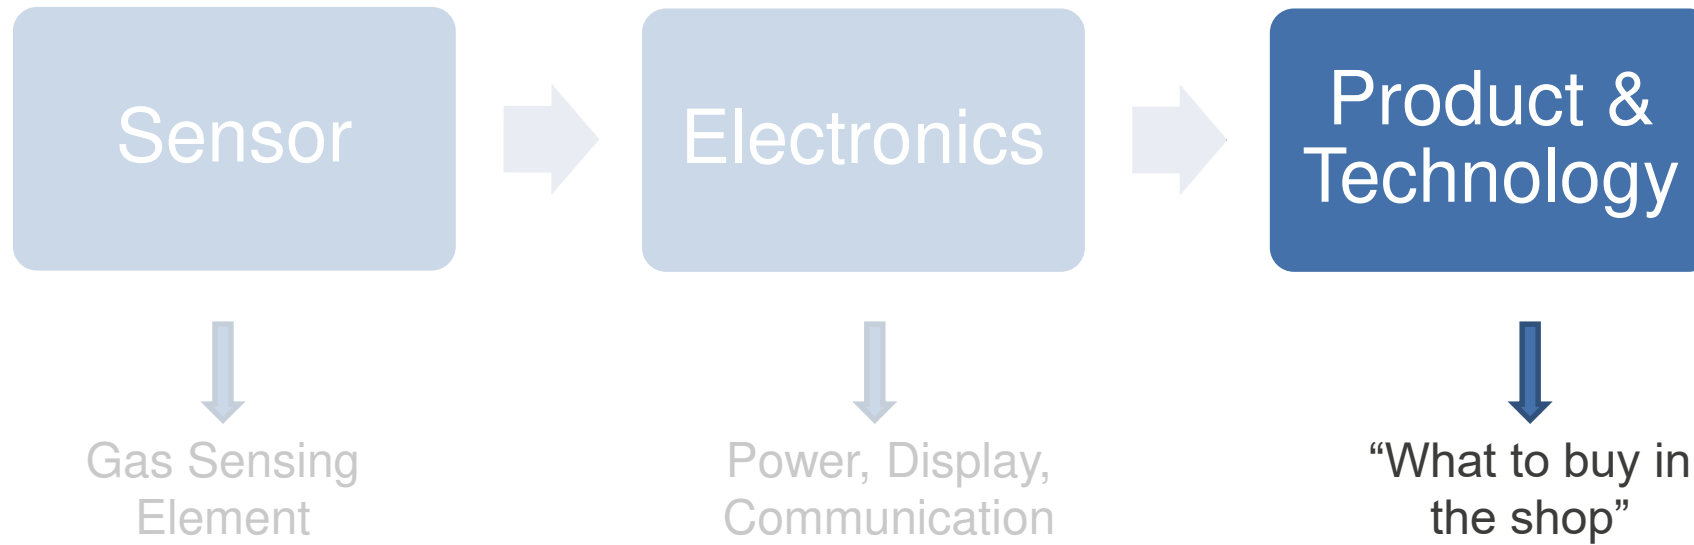 Sensor
Electronics
Product &
Technology
Gas Sensing
Element
Power, Display,
Communication
“What to buy in
the shop”